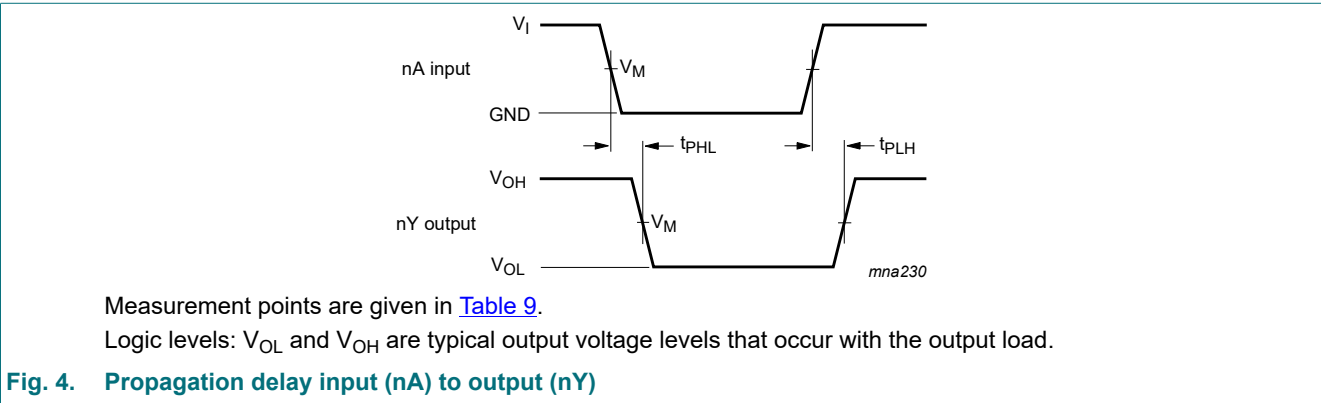 V_I
nA input
V_M
GND
t_PHL
t_PLH
V_OH
nY output
V_M
V_OL
mna230
Measurement points are given in Table 9.
Logic levels: V_OL and V_OH are typical output voltage levels that occur with the output load.
Fig. 4. Propagation delay input (nA) to output (nY)